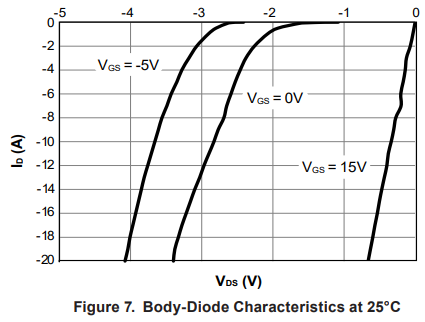 -5 -4 -3 -2 -1 0
0
-2
-4
-6
-8
-10
-12
-14
-16
-18
-20
VGS = -5V
VGS = 0V
VGS = 15V
ID (A)
VDS (V)
Figure 7. Body-Diode Characteristics at 25°C